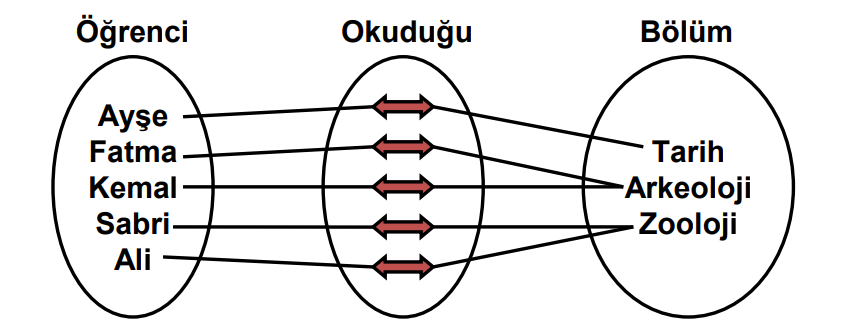 Öğrenci
Okuduğu
Bölüm
Ayşe
Fatma
Kemal
Sabri
Ali
Tarih
Arkeoloji
Zooloji